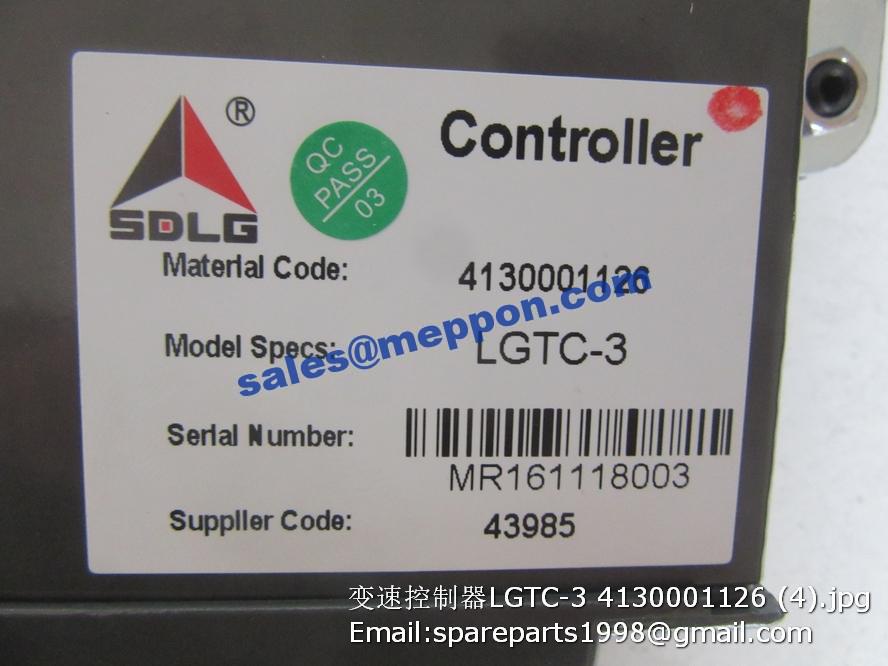 ®
SDLG
QC
PASS
03
Controller
Material Code: 4130001126
sales@meppon.com
Model Specs: LGTC-3
Serial Number:
MR161118003
Supplier Code: 43985
变速控制器LGTC-3 4130001126 (4).jpg
Email:spareparts1998@gmail.com